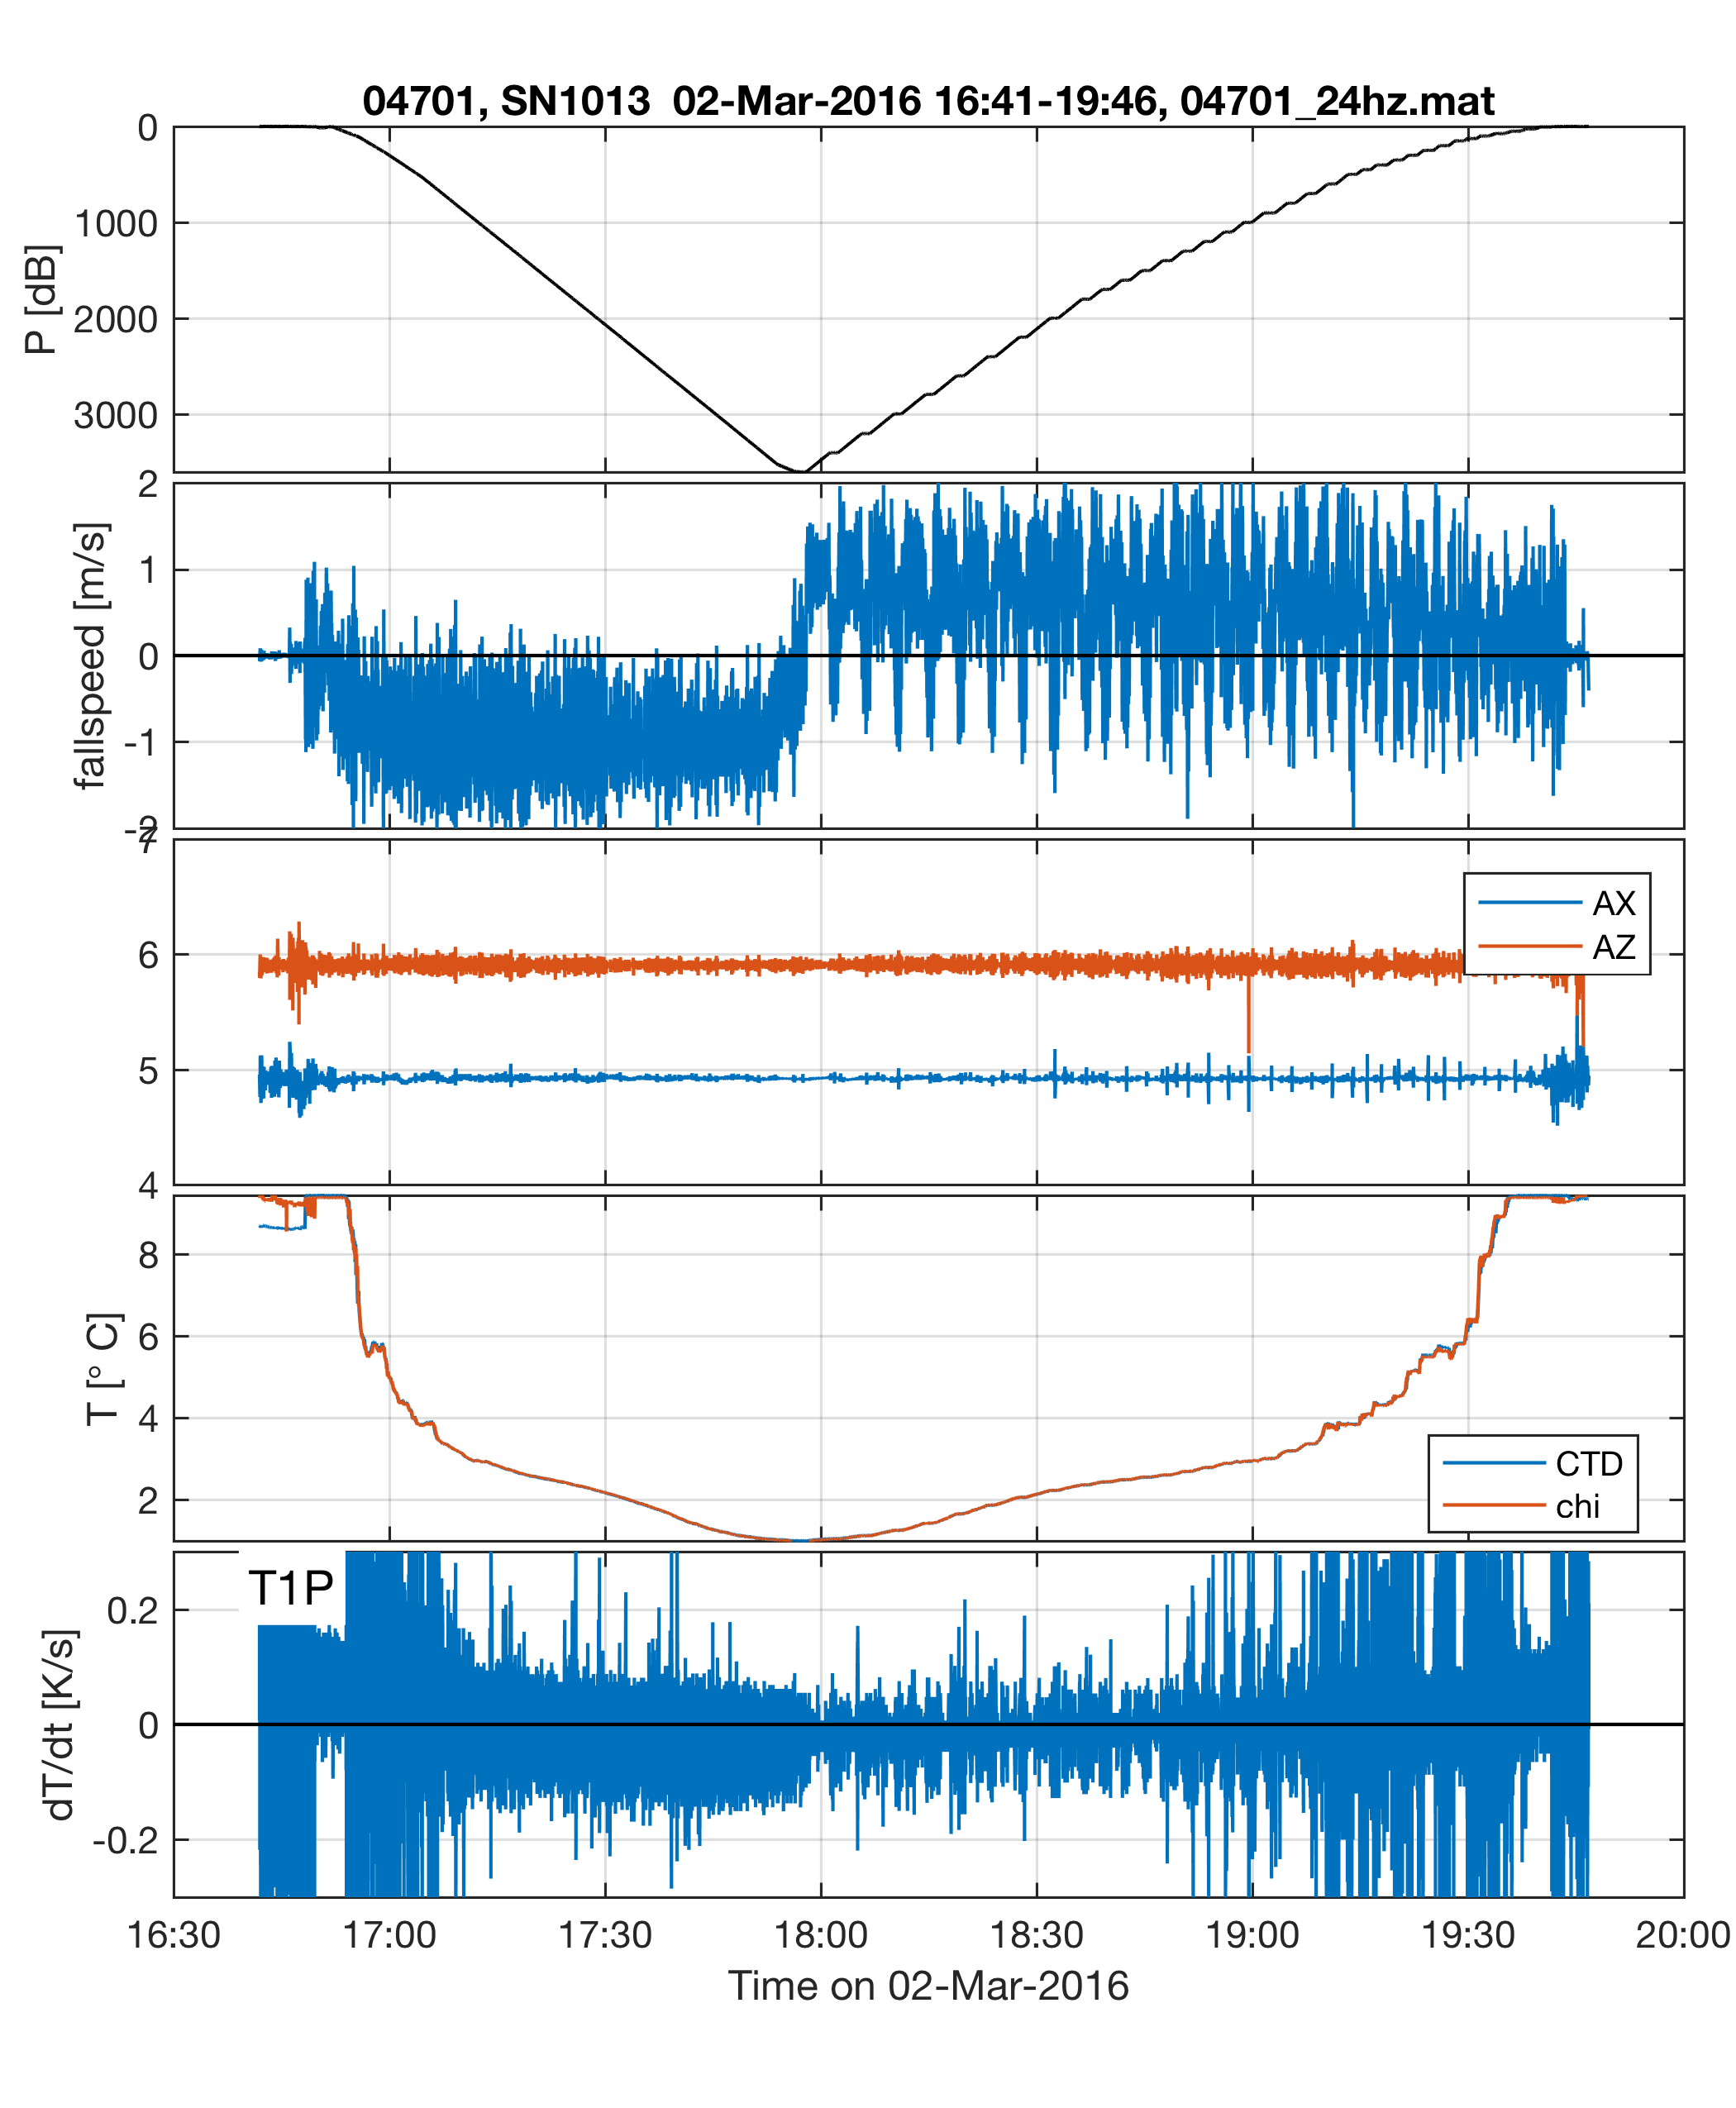 04701, SN1013  02-Mar-2016 16:41-19:46, 04701_24hz.mat
0
1000
2000
3000
P [dB]
2
1
0
-1
-2
fallspeed [m/s]
7
6
5
4
AX
AZ
8
6
4
2
T [° C]
CTD
chi
T1P
0.2
0
-0.2
dT/dt [K/s]
16:30 17:00 17:30 18:00 18:30 19:00 19:30 20:00
Time on 02-Mar-2016